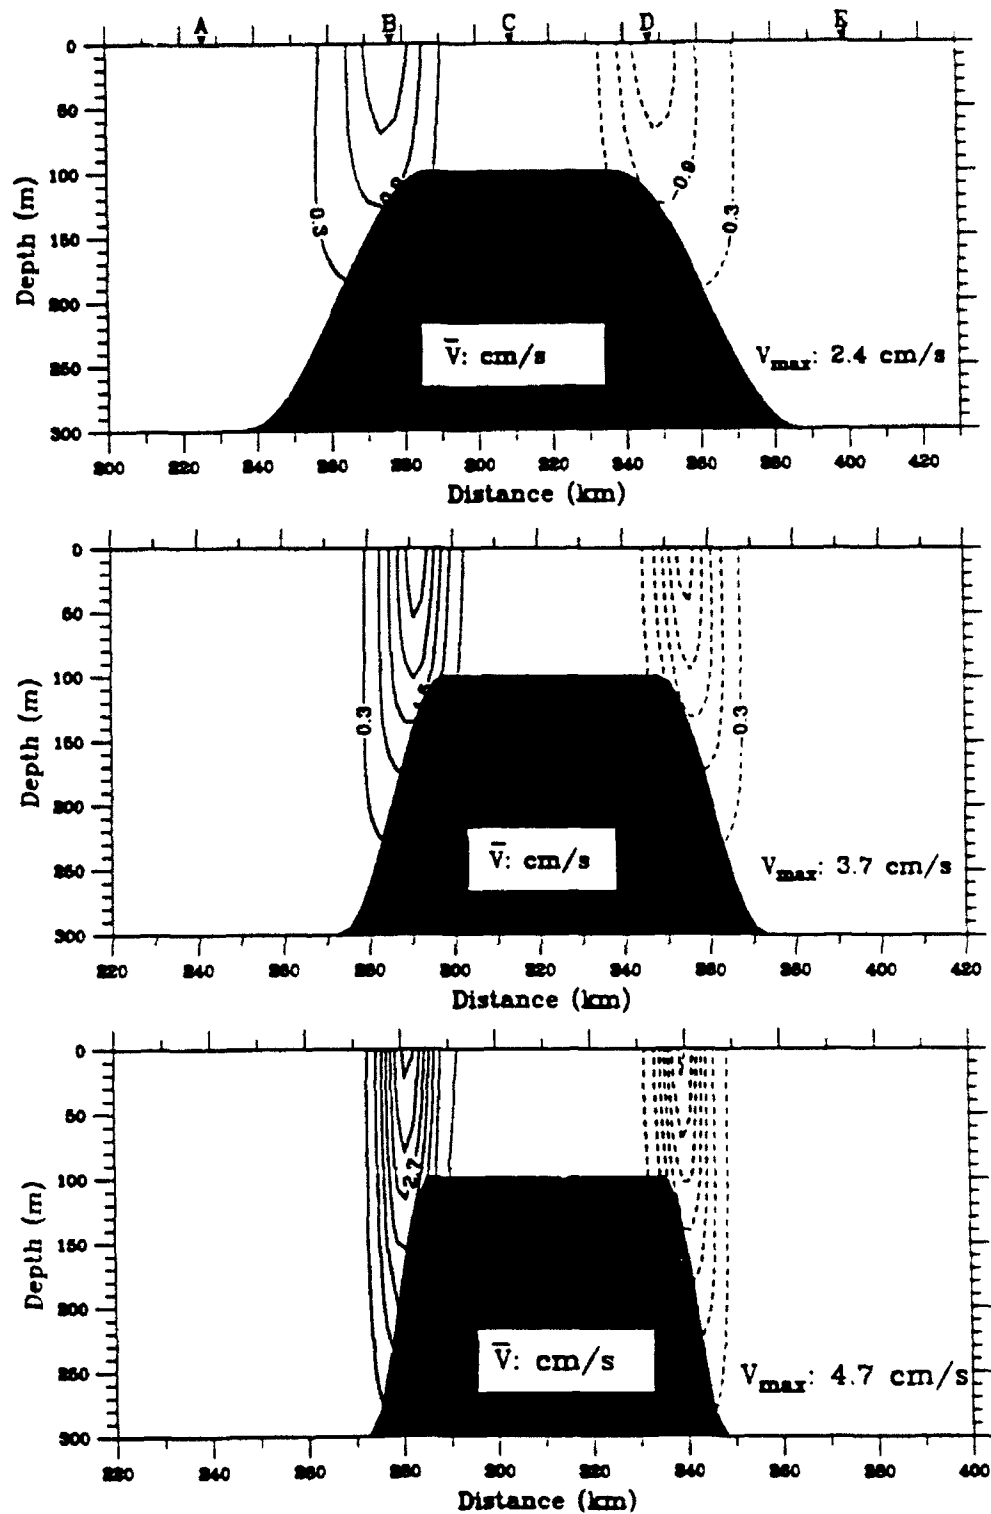 A B C D E
0
50
100
150
200
250
300
Depth (m)
0.3
0.9
-0.9
-0.3
V̄: cm/s
Vmax: 2.4 cm/s
200 220 240 260 280 300 320 340 360 380 400 420
Distance (km)
0
50
100
150
200
250
300
Depth (m)
0.3
0.3
V̄: cm/s
Vmax: 3.7 cm/s
220 240 260 280 300 320 340 360 380 400 420
Distance (km)
0
50
100
150
200
250
300
Depth (m)
2.7
V̄: cm/s
Vmax: 4.7 cm/s
220 240 260 280 300 320 340 360 380 400
Distance (km)